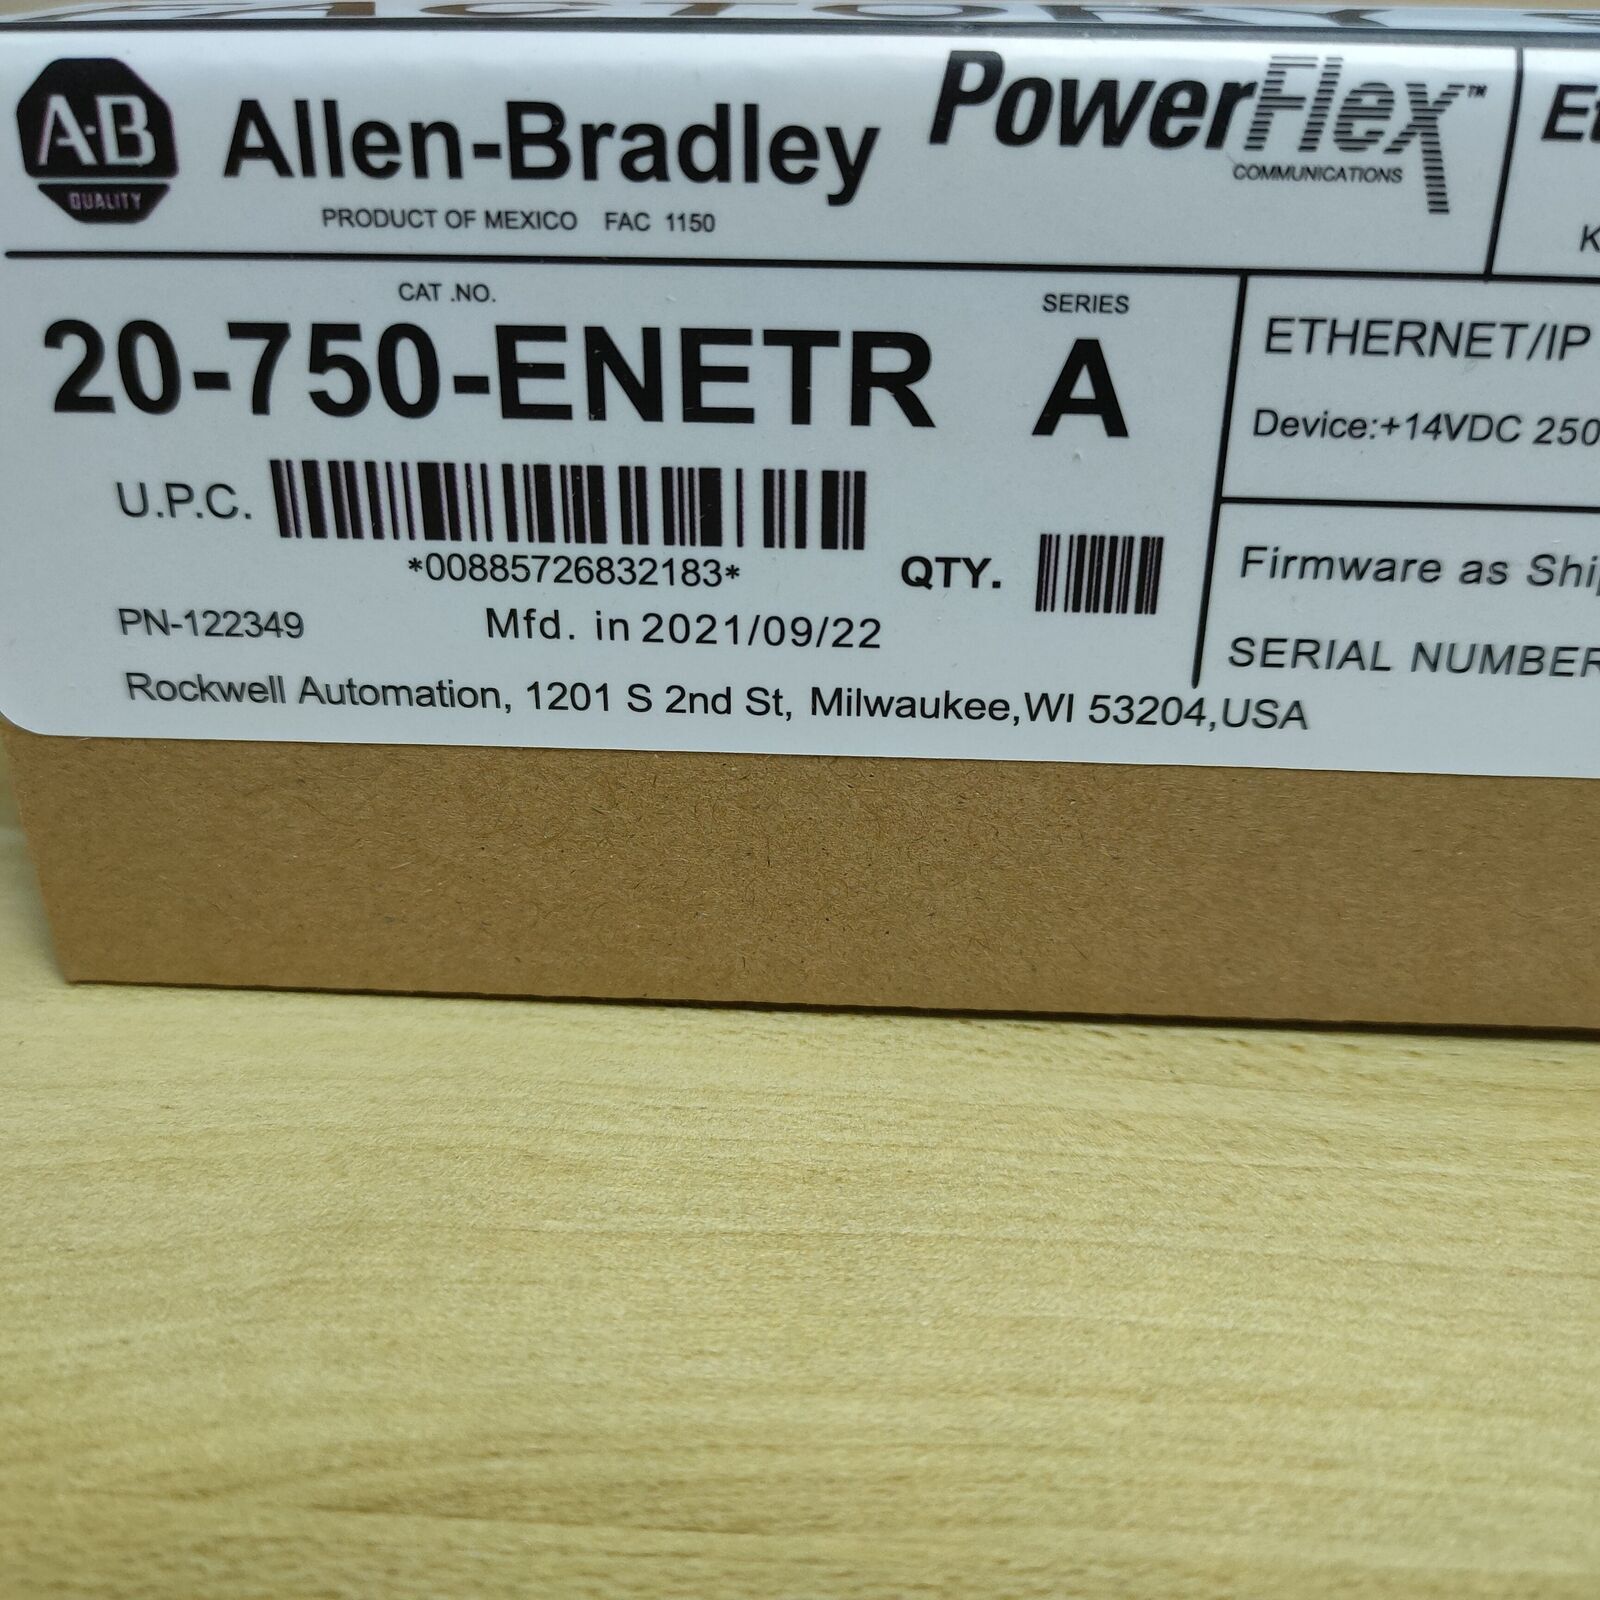 FACTORY
A-B
QUALITY
Allen-Bradley
PRODUCT OF MEXICO FAC 1150
PowerFlex™
COMMUNICATIONS
CAT .NO.
20-750-ENETR
SERIES
A
ETHERNET/IP
Device:+14VDC 250
U.P.C.
*00885726832183*
QTY.
Firmware as
PN-122349
Mfd. in 2021/09/22
SERIAL NUMBER
Rockwell Automation, 1201 S 2nd St, Milwaukee,WI 53204,USA